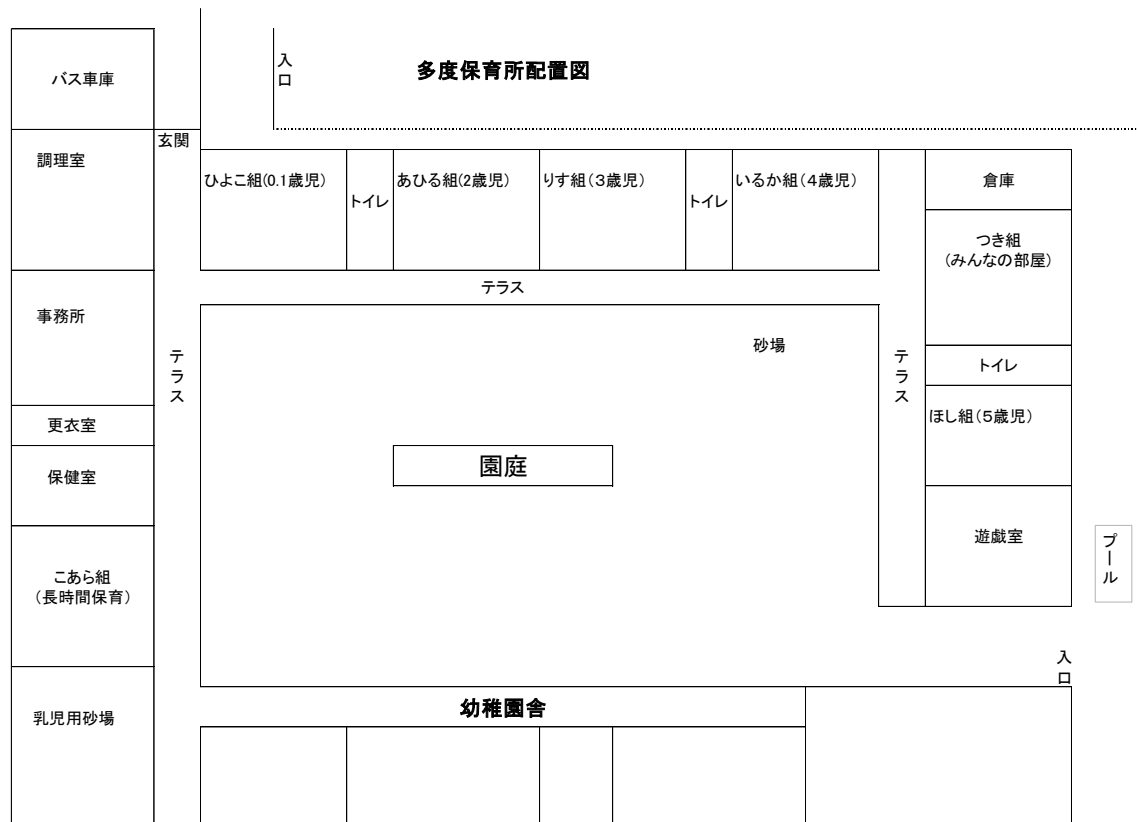 多度保育所配置図
バス車庫
入口
玄関
調理室
ひよこ組(0.1歳児)
トイレ
あひる組(2歳児)
りす組(3歳児)
トイレ
いるか組(4歳児)
倉庫
つき組
(みんなの部屋)
テラス
事務所
砂場
テラス
テラス
トイレ
更衣室
ほし組(5歳児)
保健室
園庭
遊戯室
プール
こあら組
(長時間保育)
入口
幼稚園舎
乳児用砂場